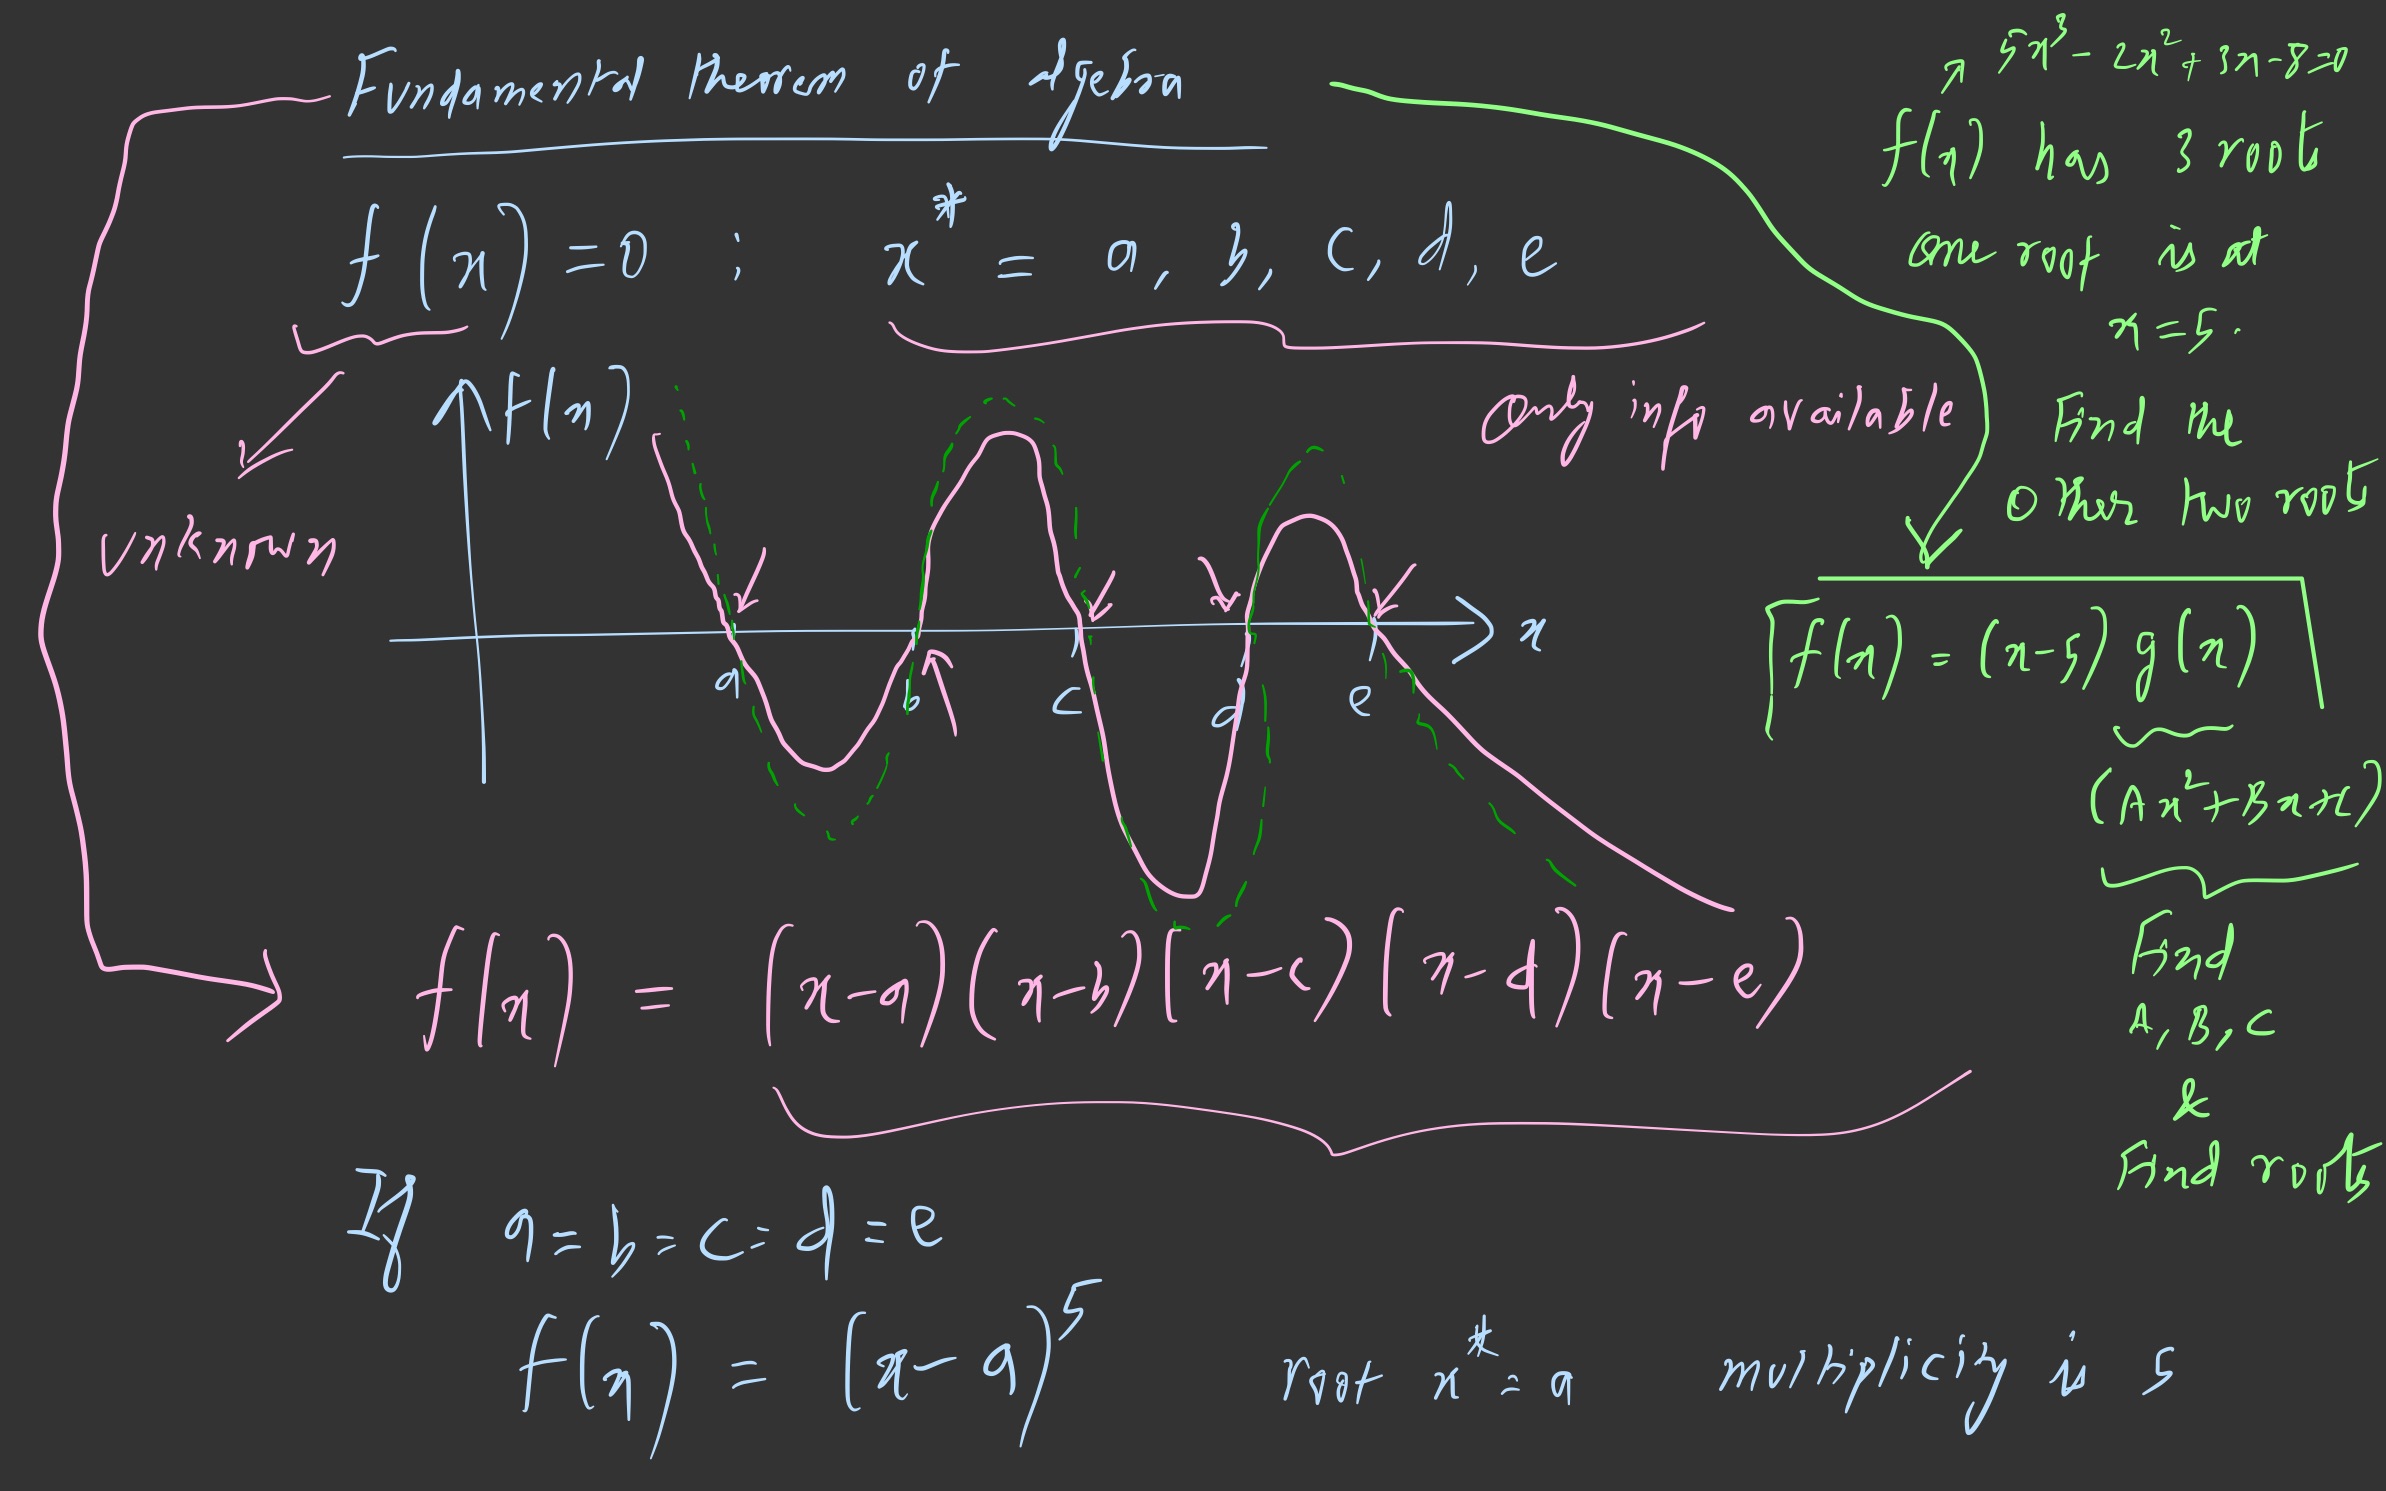 Fundamental theorem of algebra
f(x) = 0 ; x* = a, b, c, d, e
unknown
only info available
f(x)
x
a b c d e
f(x) = (x-a)(x-b)(x-c)(x-d)(x-e)
If a = b = c = d = e
f(x) = (x-a)^5 root x* = a multiplicity is 5
5x^3 - 2x^2 + 3x - 8 = 0
f(x) has 3 root
one root is at
x = 5.
Find the
other two roots
f(x) = (x-5) g(x)
(Ax^2 + Bx + C)
Find
A, B, C
&
Find roots